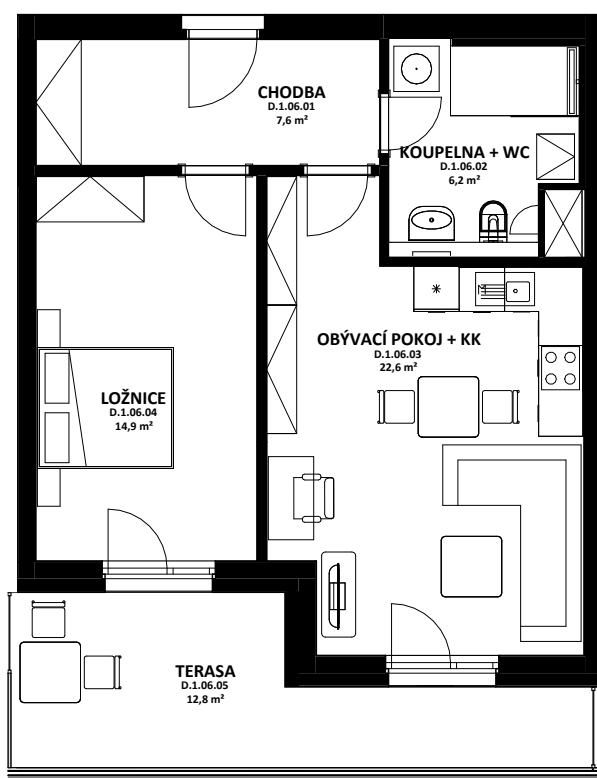 CHODBA
D.1.06.01
7,6 m²
KOUPELNA + WC
D.1.06.02
6,2 m²
OBÝVACÍ POKOJ + KK
D.1.06.03
22,6 m²
LOŽNICE
D.1.06.04
14,9 m²
TERASA
D.1.06.05
12,8 m²